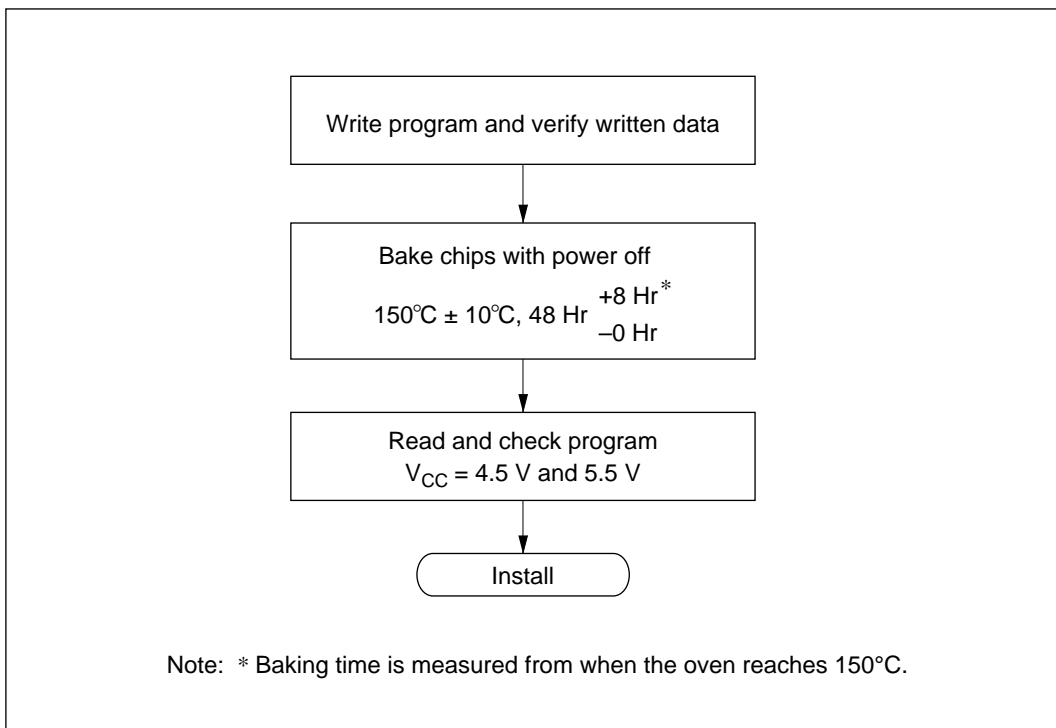 Write program and verify written data
Bake chips with power off
150°C ± 10°C, 48 Hr +8 Hr*
–0 Hr
Read and check program
VCC = 4.5 V and 5.5 V
Install
Note: * Baking time is measured from when the oven reaches 150°C.